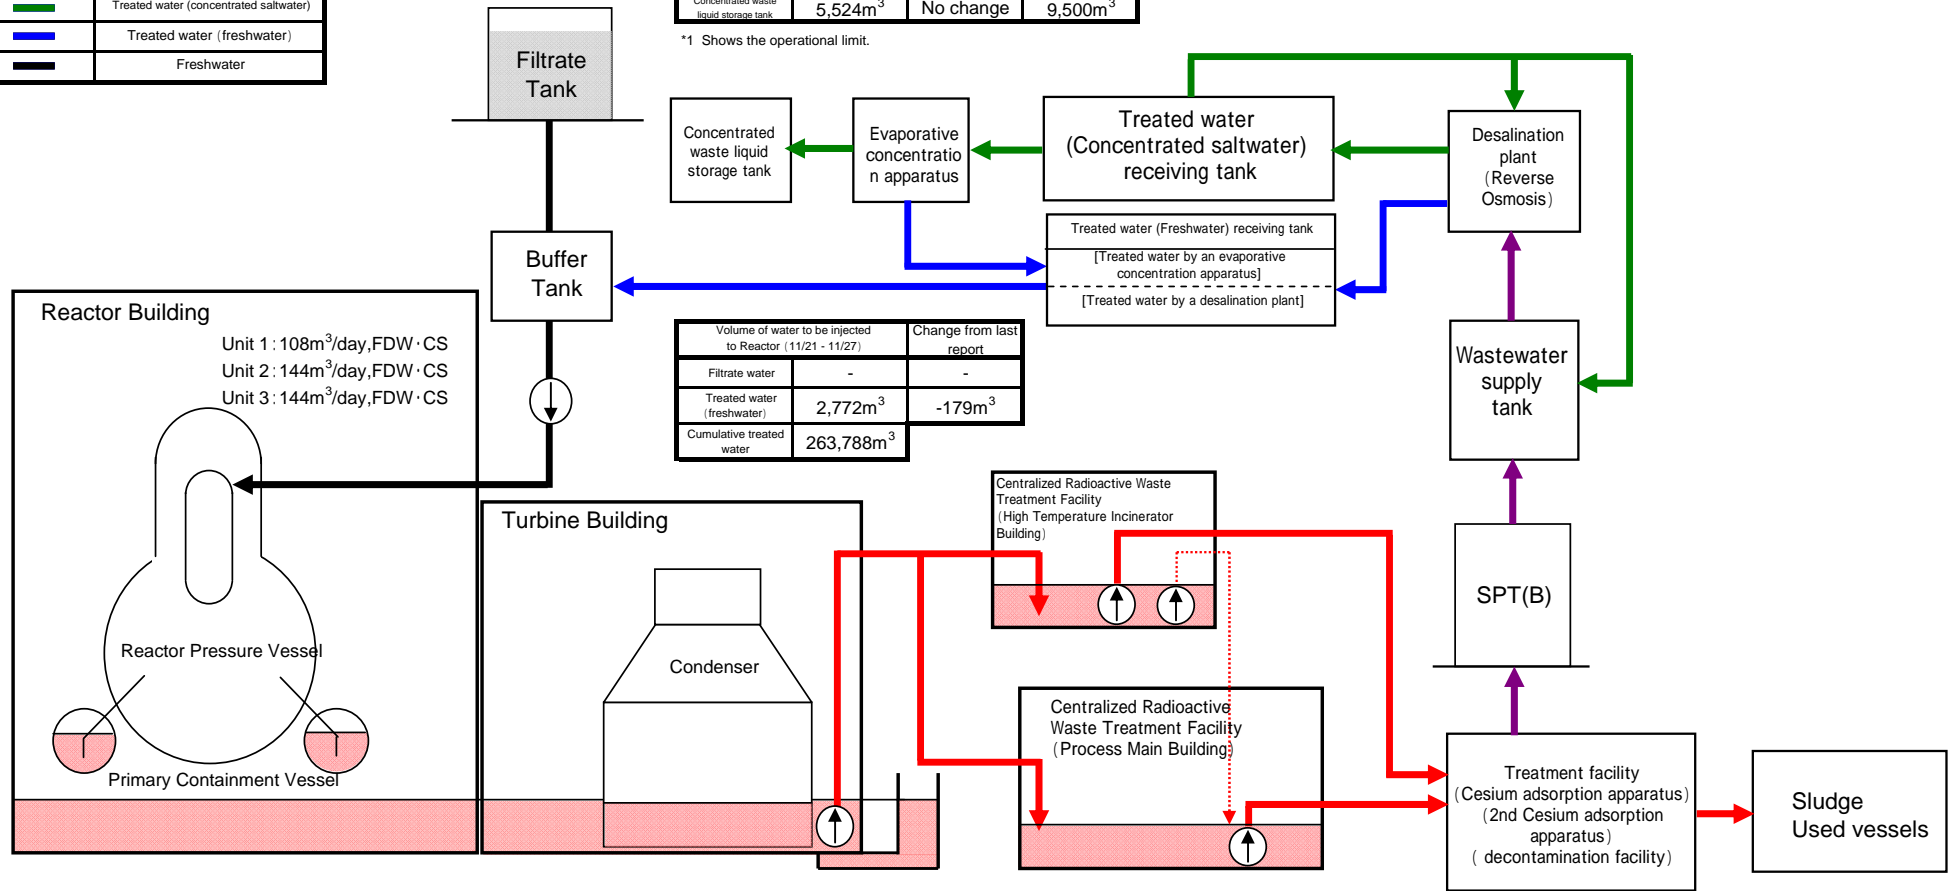 Treated water (concentrated saltwater)
Treated water (freshwater)
Freshwater
Concentrated waste
liquid storage tank
5,524m³
No change
9,500m³
*1 Shows the operational limit.
Filtrate
Tank
Concentrated
waste liquid
storage tank
Evaporative
concentratio
n apparatus
Treated water
(Concentrated saltwater)
receiving tank
Desalination
plant
(Reverse
Osmosis)
Treated water (Freshwater) receiving tank
[Treated water by an evaporative
concentration apparatus]
[Treated water by a desalination plant]
Buffer
Tank
Reactor Building
Unit 1:108m³/day,FDW・CS
Unit 2:144m³/day,FDW・CS
Unit 3:144m³/day,FDW・CS
Volume of water to be injected
to Reactor (11/21 - 11/27)
Change from last
report
Filtrate water
-
-
Treated water
(freshwater)
2,772m³
-179m³
Cumulative treated
water
263,788m³
Wastewater
supply
tank
Centralized Radioactive Waste
Treatment Facility
(High Temperature Incinerator
Building)
Turbine Building
SPT(B)
Reactor Pressure Vessel
Condenser
Centralized Radioactive
Waste Treatment Facility
(Process Main Building)
Primary Containment Vessel
Treatment facility
(Cesium adsorption apparatus)
(2nd Cesium adsorption
apparatus)
( decontamination facility)
Sludge
Used vessels